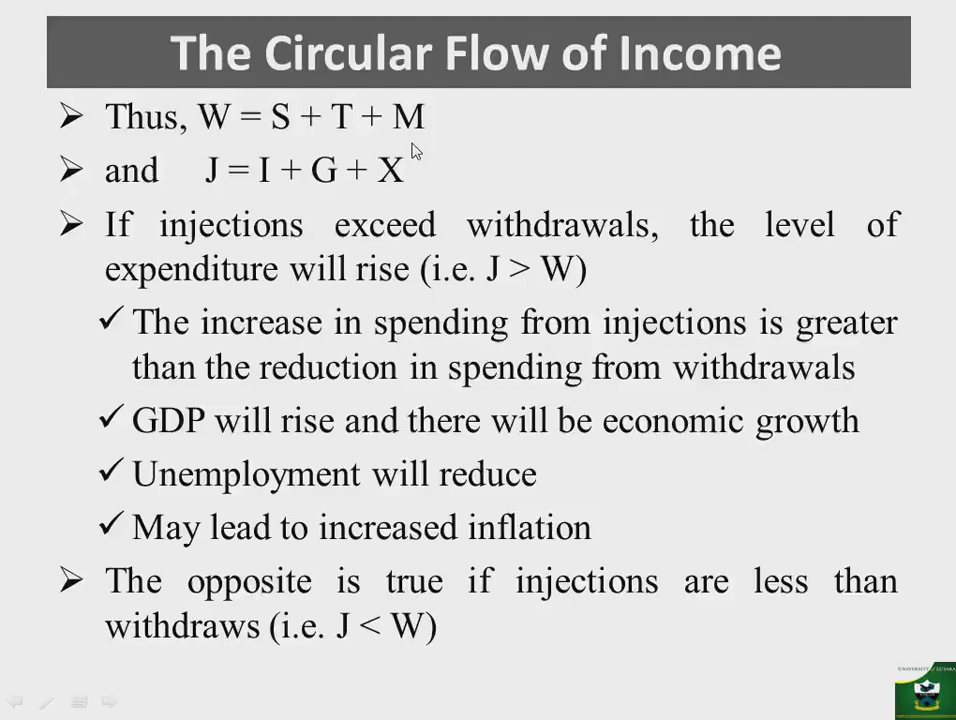 The Circular Flow of Income
Thus, W = S + T + M
and J = I + G + X
If injections exceed withdrawals, the level of
expenditure will rise (i.e. J > W)
The increase in spending from injections is greater
than the reduction in spending from withdrawals
GDP will rise and there will be economic growth
Unemployment will reduce
May lead to increased inflation
The opposite is true if injections are less than
withdraws (i.e. J < W)
UNIVERSITY OF LUSAKA